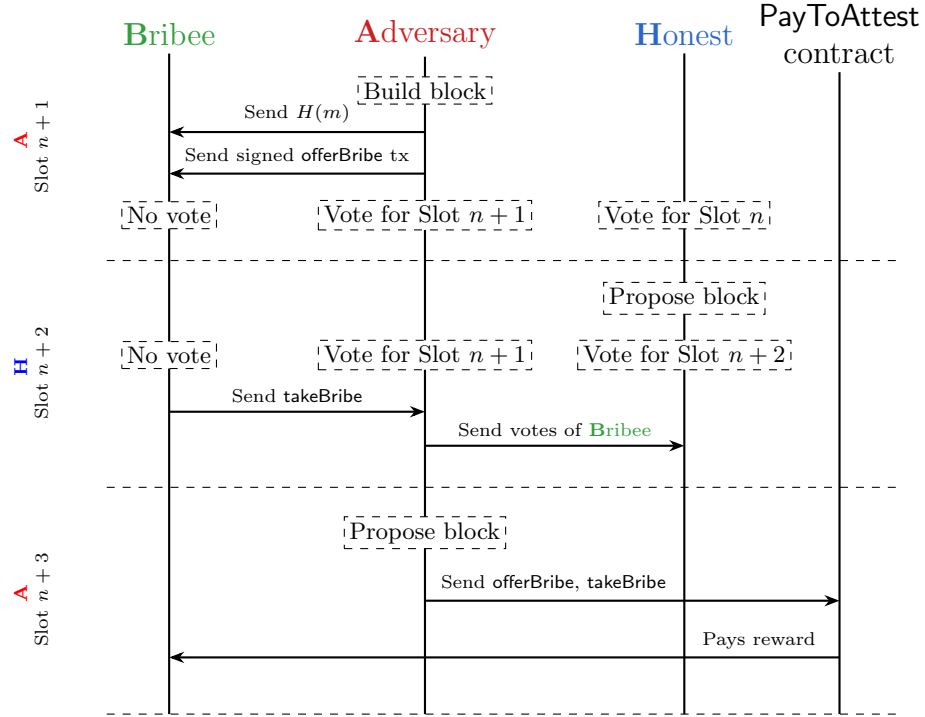 Bribee
Adversary
Honest
PayToAttest
contract
A
Slot n + 1
Build block
Send H(m)
Send signed offerBribe tx
No vote
Vote for Slot n + 1
Vote for Slot n
H
Slot n + 2
Propose block
No vote
Vote for Slot n + 1
Vote for Slot n + 2
Send takeBribe
Send votes of Bribee
A
Slot n + 3
Propose block
Send offerBribe, takeBribe
Pays reward